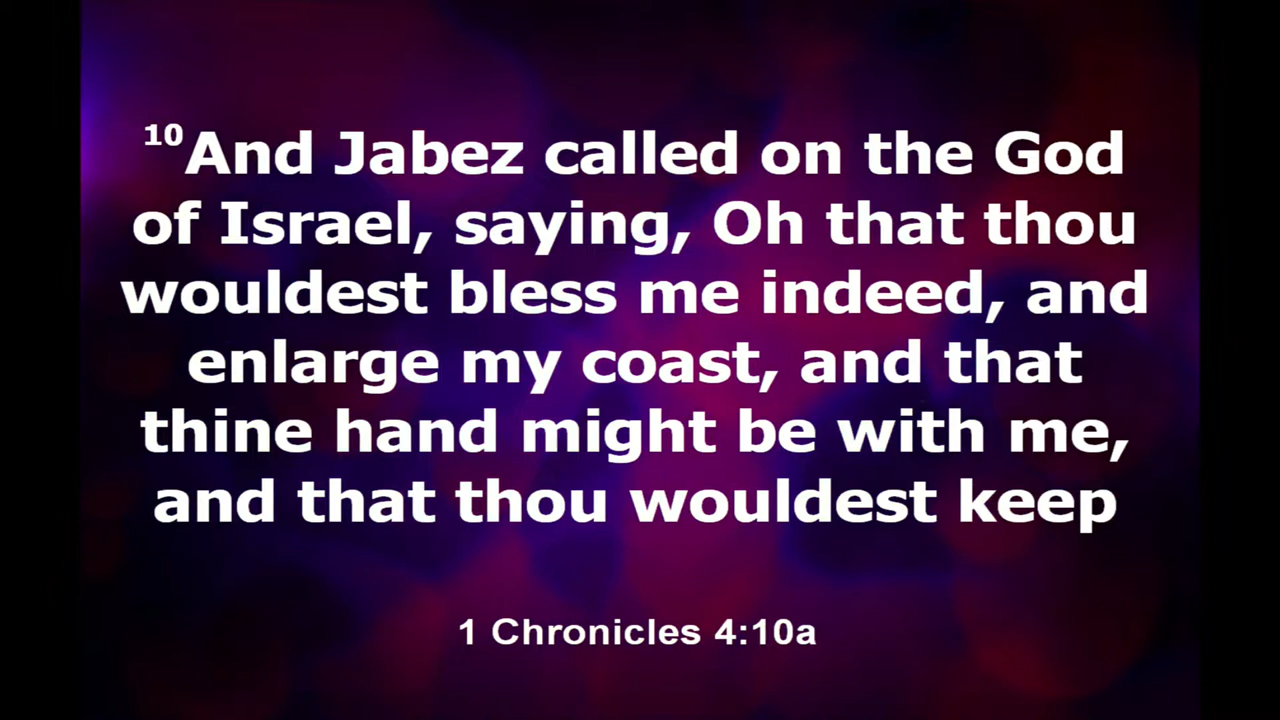 10And Jabez called on the God
of Israel, saying, Oh that thou
wouldest bless me indeed, and
enlarge my coast, and that
thine hand might be with me,
and that thou wouldest keep
1 Chronicles 4:10a